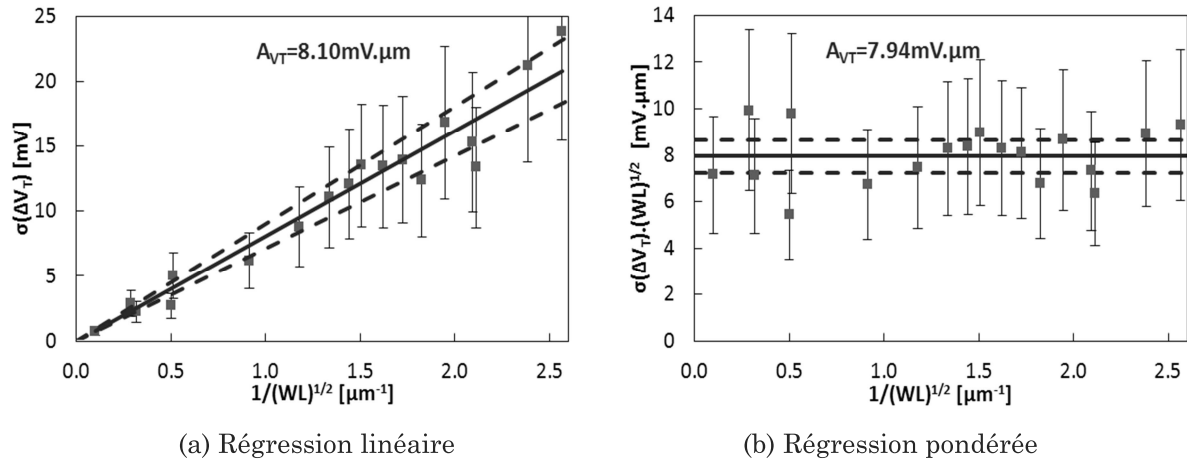 25
20
15
10
5
0
σ(ΔV_T) [mV]
A_VT=8.10mV.µm
0.0 0.5 1.0 1.5 2.0 2.5
1/(WL)^1/2 [µm⁻¹]
(a) Régression linéaire
14
12
10
8
6
4
2
0
σ(ΔV_T).(WL)^1/2 [mV.µm]
A_VT=7.94mV.µm
0.0 0.5 1.0 1.5 2.0 2.5
1/(WL)^1/2 [µm⁻¹]
(b) Régression pondérée